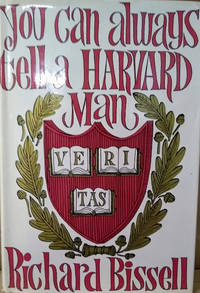 You can always
tell a HARVARD
Man
VE RI
TAS
Richard Bissell